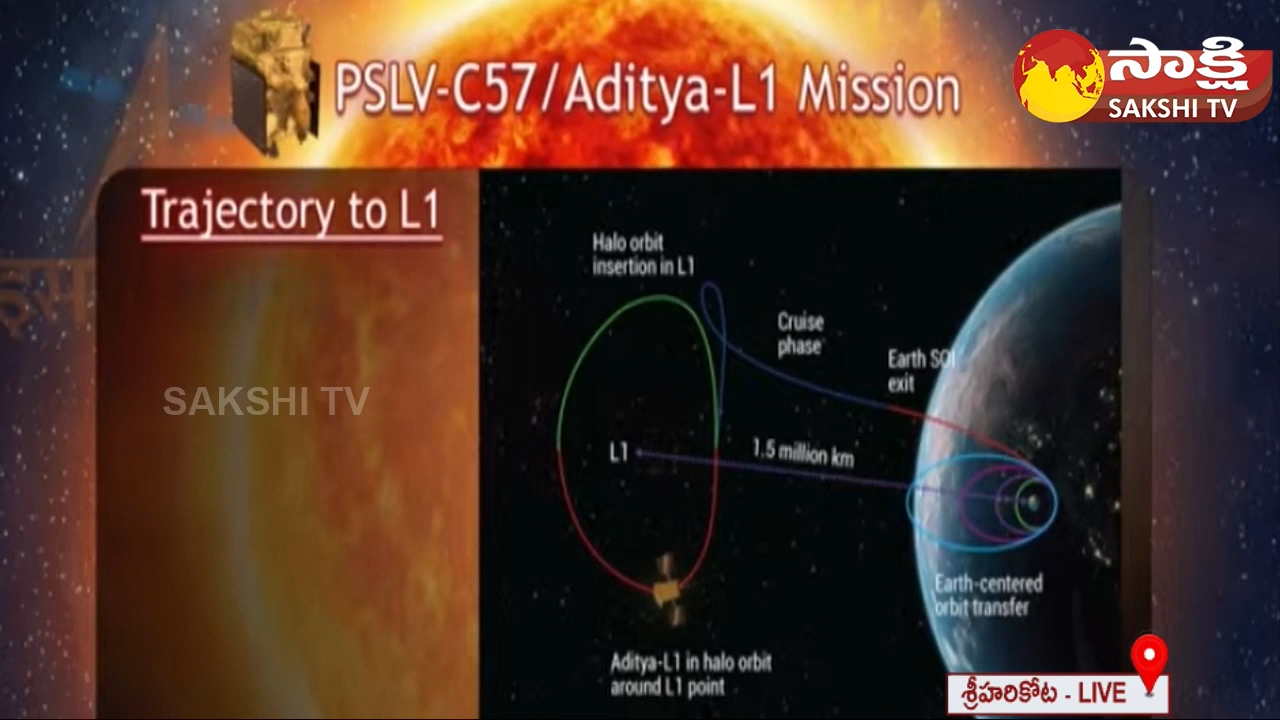 PSLV-C57/Aditya-L1 Mission
సాక్షి
SAKSHI TV
Trajectory to L1
Halo orbit
insertion in L1
Cruise
phase
Earth SOI
exit
SAKSHI TV
L1
1.5 million km
Earth-centered
orbit transfer
Aditya-L1 in halo orbit
around L1 point
శ్రీహరికోట - LIVE